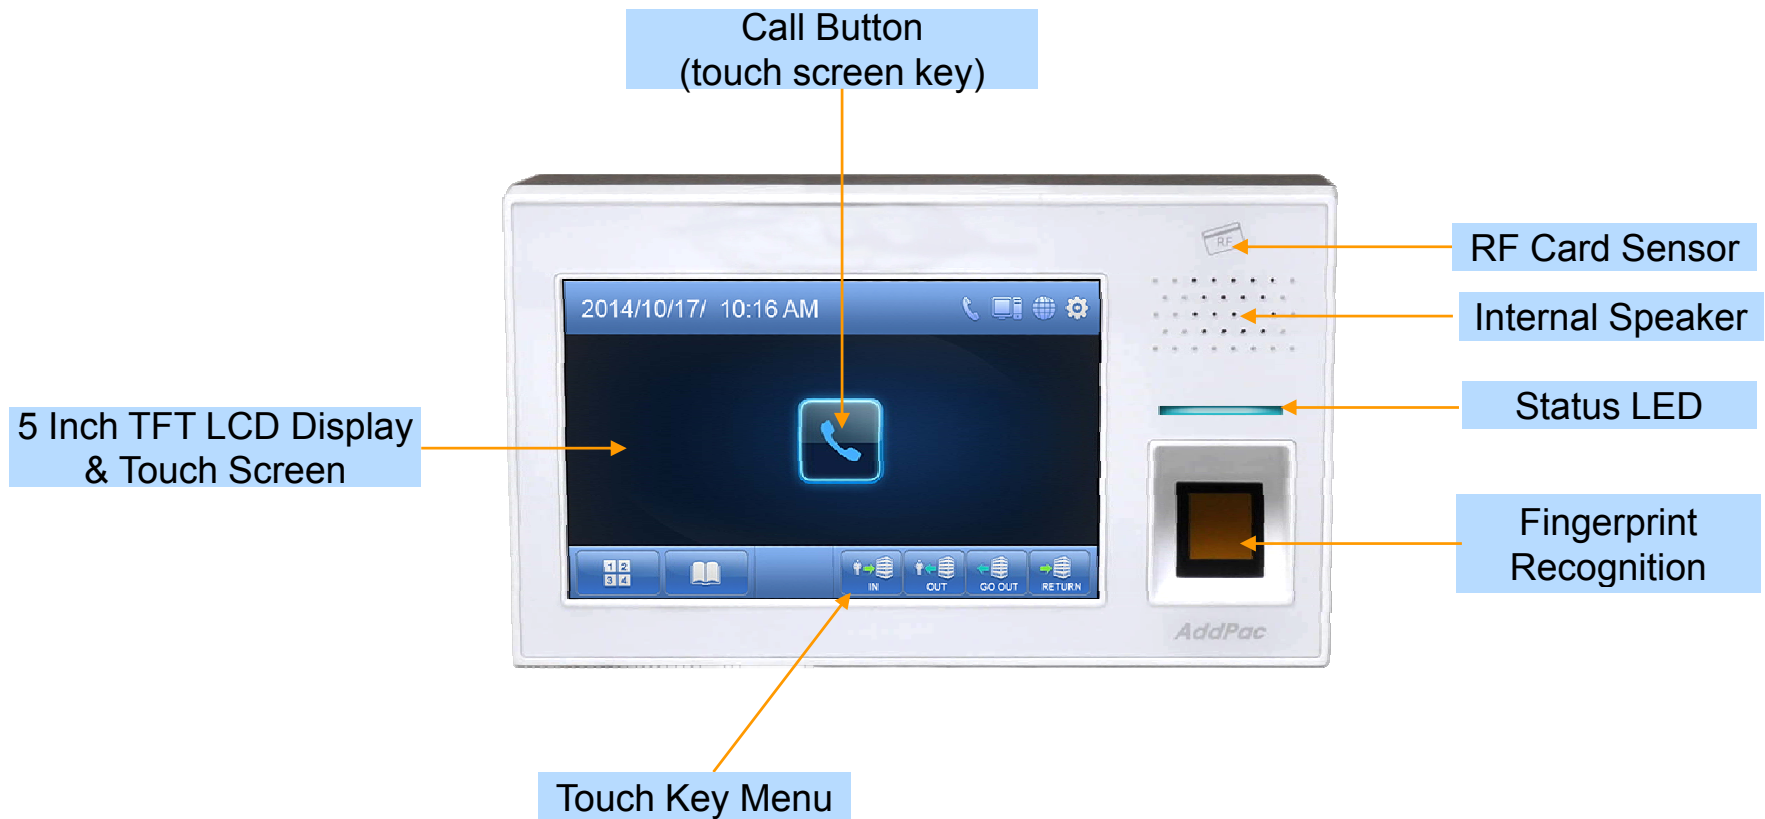 Call Button
(touch screen key)
RF
RF Card Sensor
2014/10/17/ 10:16 AM
Internal Speaker
Status LED
5 Inch TFT LCD Display
& Touch Screen
Fingerprint
Recognition
1 2
3 4
IN
OUT
GO OUT
RETURN
AddPac
Touch Key Menu